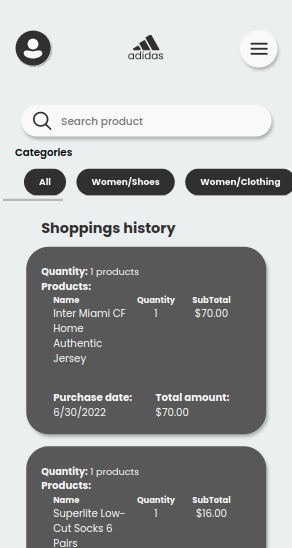 adidas
Search product
Categories
All Women/Shoes Women/Clothing
Shoppings history
Quantity: 1 products
Products:
Name Quantity SubTotal
Inter Miami CF 1 $70.00
Home
Authentic
Jersey
Purchase date: Total amount:
6/30/2022 $70.00
Quantity: 1 products
Products:
Name Quantity SubTotal
Superlite Low- 1 $16.00
Cut Socks 6
Pairs